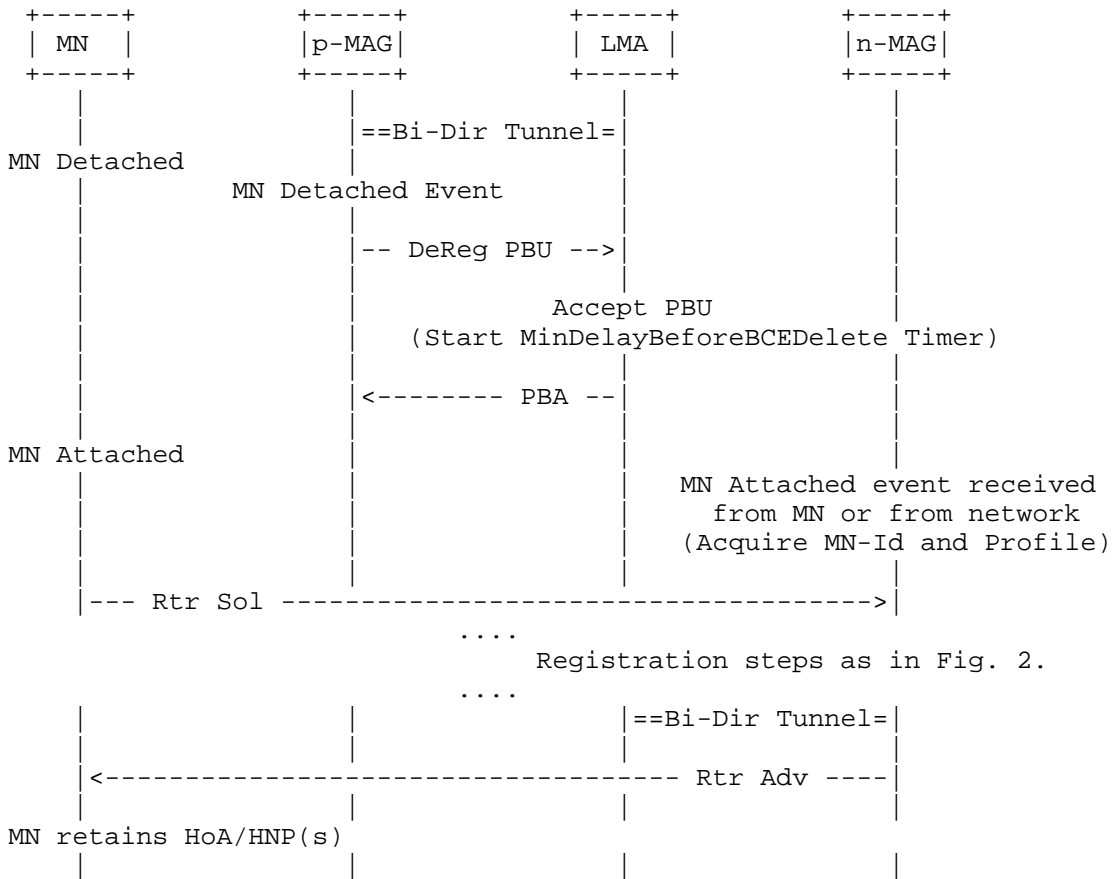 MN p-MAG LMA n-MAG
==Bi-Dir Tunnel=
MN Detached
MN Detached Event
-- DeReg PBU -->
Accept PBU
(Start MinDelayBeforeBCEDelete Timer)
<-------- PBA --
MN Attached
MN Attached event received
from MN or from network
(Acquire MN-Id and Profile)
--- Rtr Sol ------------------------------------->
....
Registration steps as in Fig. 2.
....
==Bi-Dir Tunnel=
<------------------------------------ Rtr Adv ----
MN retains HoA/HNP(s)